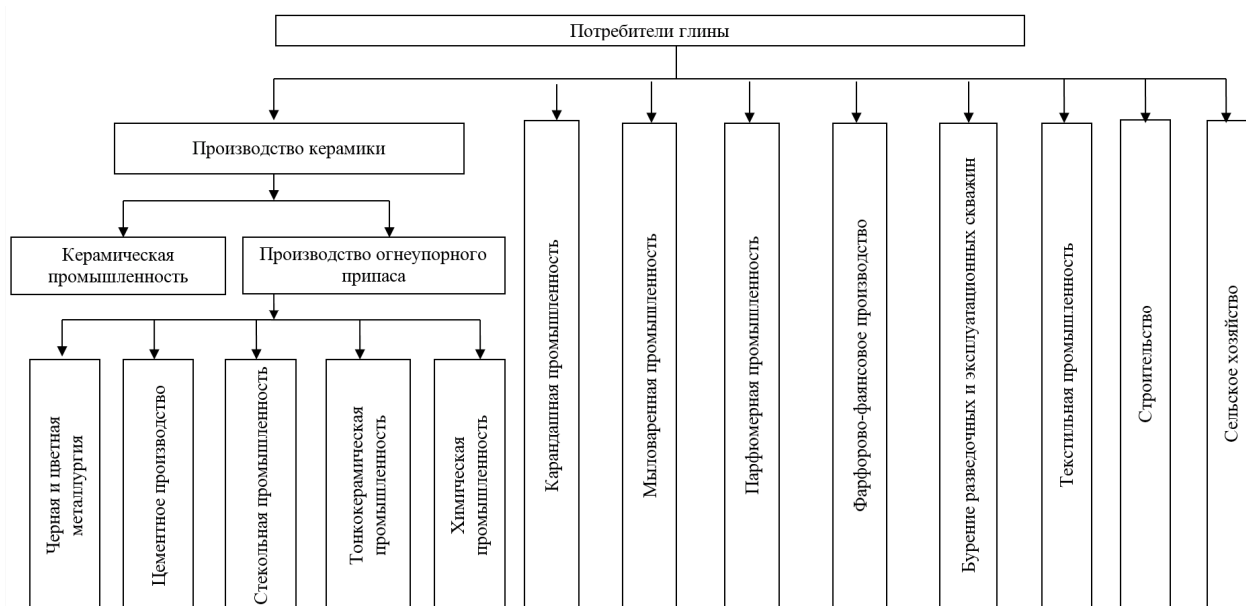 Потребители глины
Производство керамики
Керамическая
промышленность
Производство огнеупорного
припаса
Черная и цветная
металлургия
Цементное производство
Стекольная промышленность
Тонкокерамическая
промышленность
Химическая
промышленность
Карандашная промышленность
Мыловаренная промышленность
Парфюмерная промышленность
Фарфорово-фаянсовое производство
Бурение разведочных и эксплуатационных скважин
Текстильная промышленность
Строительство
Сельское хозяйство